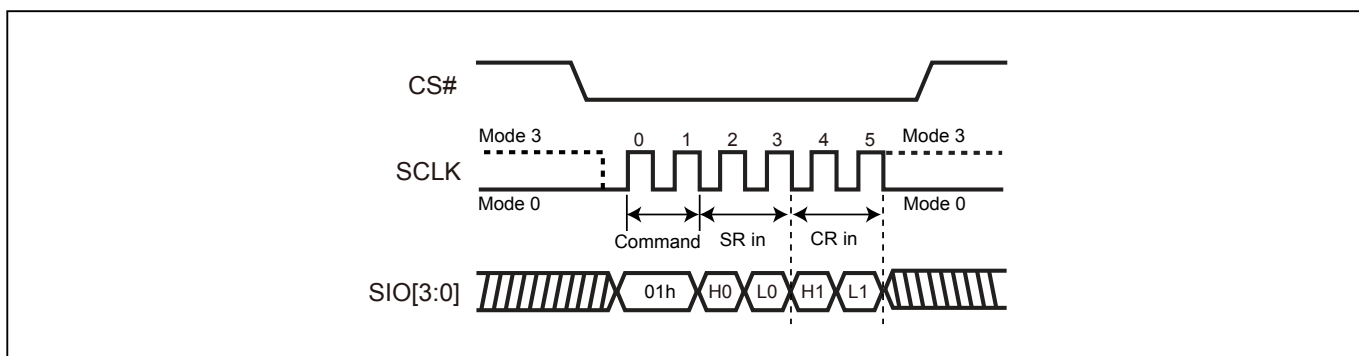 CS#
Mode 3 0 1 2 3 4 5 Mode 3
SCLK
Mode 0 Mode 0
Command SR in CR in
SIO[3:0] 01h H0 L0 H1 L1